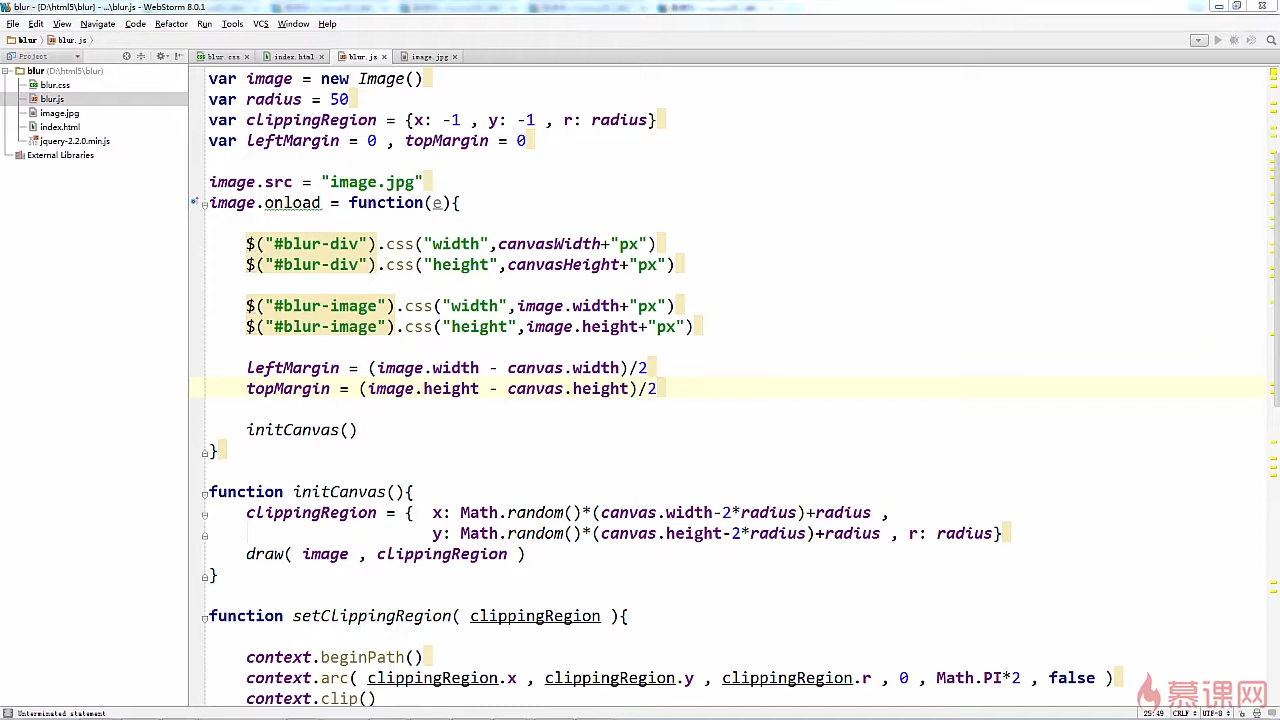 blur - [D:\html5\blur] - ...\blur.js - WebStorm 8.0.1
File Edit View Navigate Code Refactor Run Tools VCS Window Help
blur blur.js
Project
blur css index.html blur.js image.jpg
blur (D:\html5\blur)
blur.css
blur.js
image.jpg
index.html
jquery-2.2.0.min.js
External Libraries
var image = new Image()
var radius = 50
var clippingRegion = {x: -1 , y: -1 , r: radius}
var leftMargin = 0 , topMargin = 0
image.src = "image.jpg"
image.onload = function(e){
$("#blur-div").css("width",canvasWidth+"px")
$("#blur-div").css("height",canvasHeight+"px")
$("#blur-image").css("width",image.width+"px")
$("#blur-image").css("height",image.height+"px")
leftMargin = (image.width - canvas.width)/2
topMargin = (image.height - canvas.height)/2
initCanvas()
}
function initCanvas(){
clippingRegion = { x: Math.random()*(canvas.width-2*radius)+radius ,
y: Math.random()*(canvas.height-2*radius)+radius , r: radius}
draw( image , clippingRegion )
}
function setClippingRegion( clippingRegion ){
context.beginPath()
context.arc( clippingRegion.x , clippingRegion.y , clippingRegion.r , 0 , Math.PI*2 , false )
context.clip()
慕课网
Unterminated statement 25:49 CRLF UTF-8